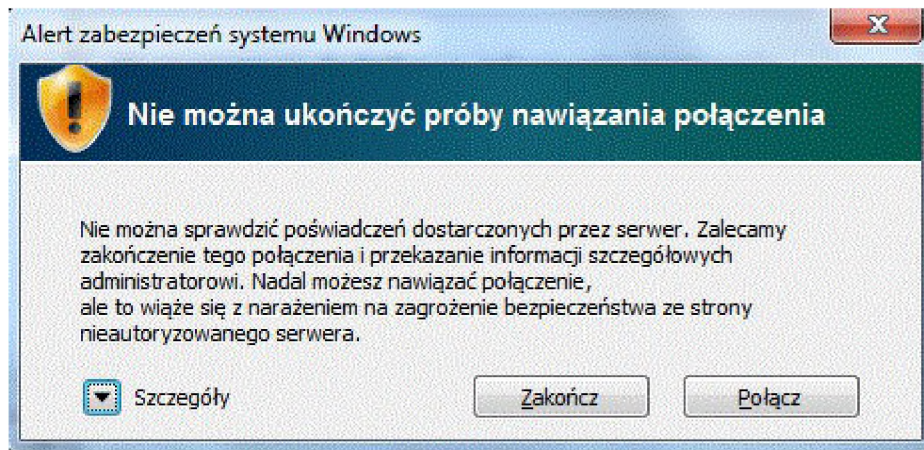 Alert zabezpieczeń systemu Windows
Nie można ukończyć próby nawiązania połączenia
Nie można sprawdzić poświadczeń dostarczonych przez serwer. Zalecamy
zakończenie tego połączenia i przekazanie informacji szczegółowych
administratorowi. Nadal możesz nawiązać połączenie,
ale to wiąże się z narażeniem na zagrożenie bezpieczeństwa ze strony
nieautoryzowanego serwera.
Szczegóły Zakończ Połącz